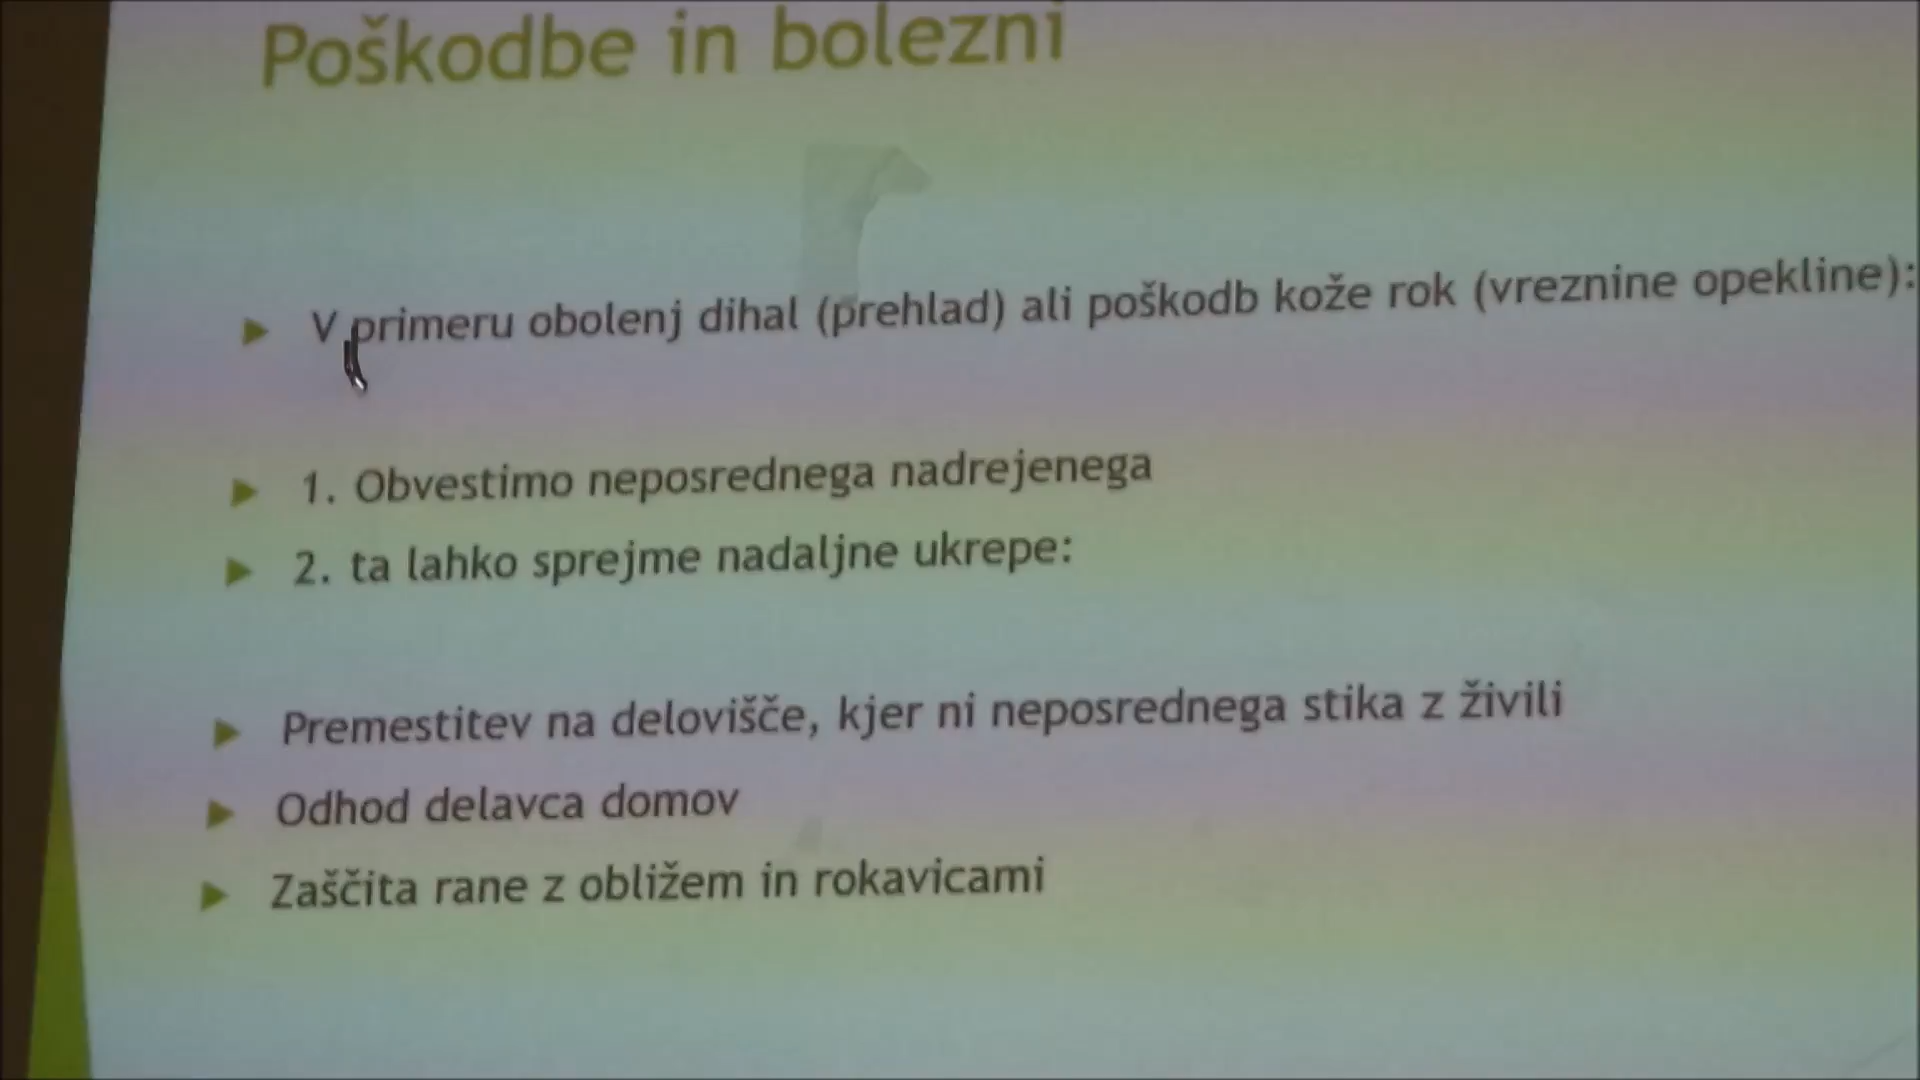 Poškodbe in bolezni
V primeru obolenj dihal (prehlad) ali poškodb kože rok (vreznine opekline):
1. Obvestimo neposrednega nadrejenega
2. ta lahko sprejme nadaljne ukrepe:
Premestitev na delovišče, kjer ni neposrednega stika z živili
Odhod delavca domov
Zaščita rane z obližem in rokavicami